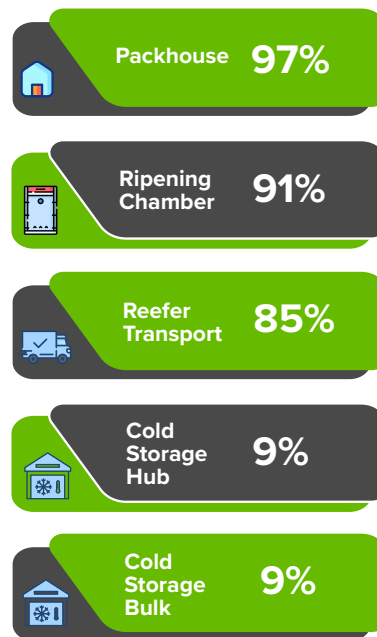 Packhouse 97%
Ripening
Chamber
91%
Reefer
Transport
85%
Cold
Storage
Hub
9%
Cold
Storage
Bulk
9%